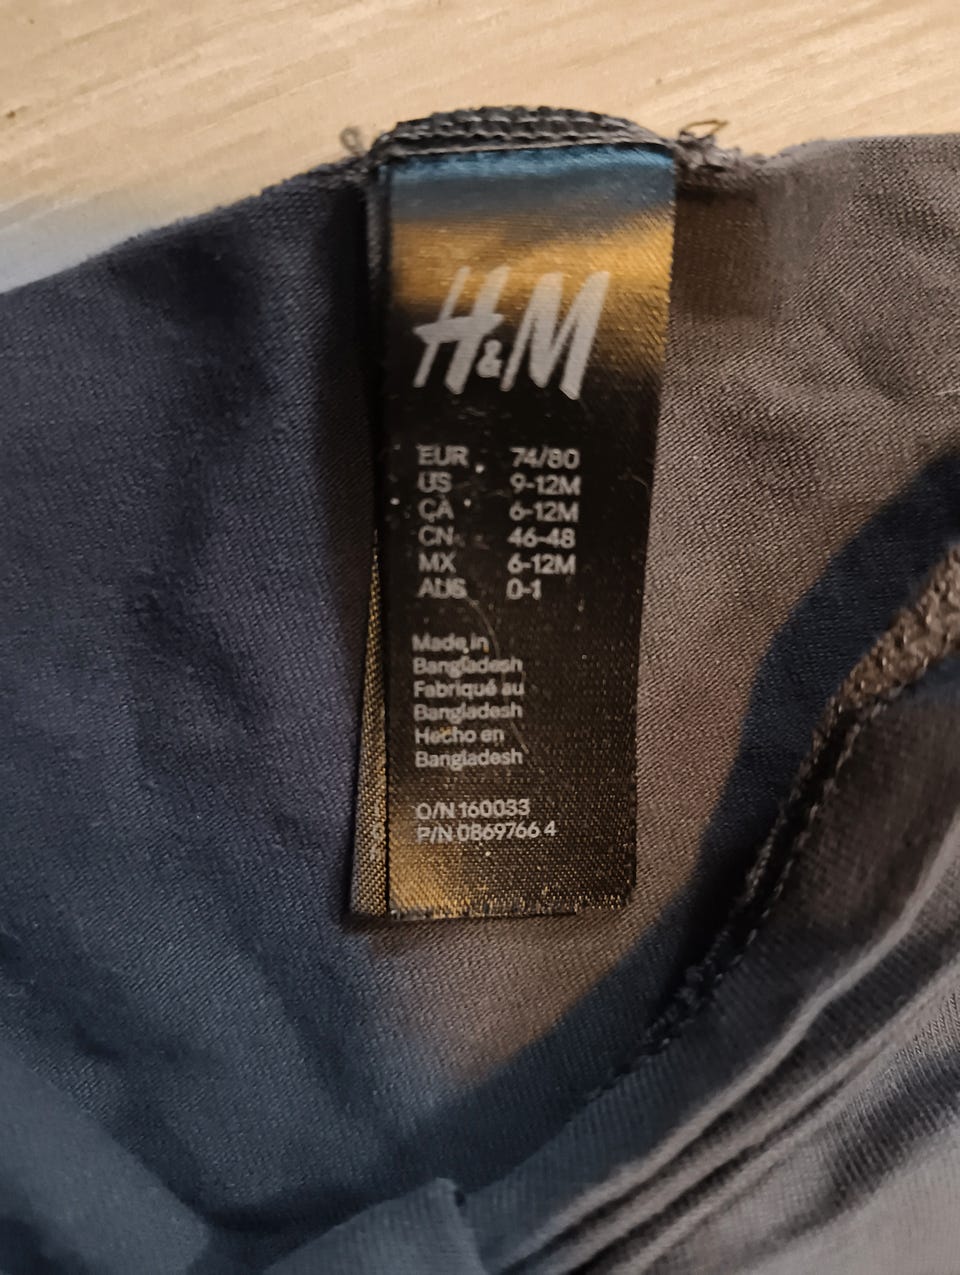 H&M
EUR 74/80
US 9-12M
CA 6-12M
CN 46-48
MX 6-12M
AUS 0-1
Made in
Bangladesh
Fabriqué au
Bangladesh
Hecho en
Bangladesh
O/N 160033
P/N 0869766 4